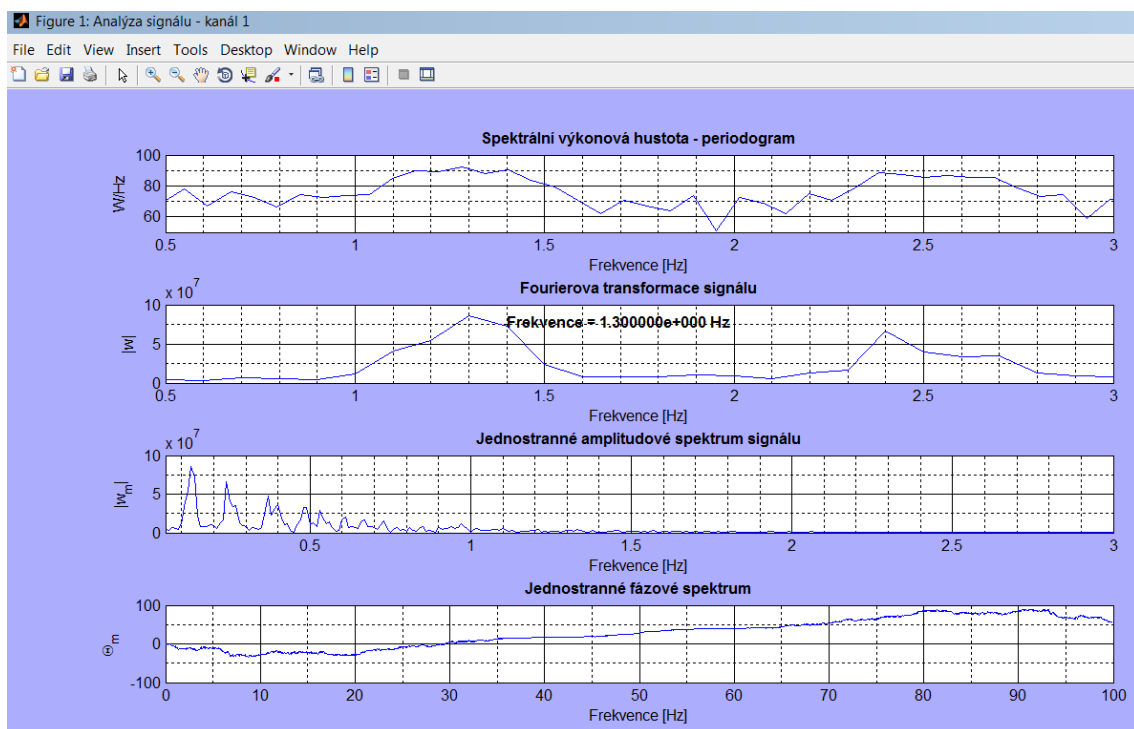 Figure 1: Analýza signálu - kanál 1
File Edit View Insert Tools Desktop Window Help
Spektrální výkonová hustota - periodogram
100
80
60
W/Hz
0.5 1 1.5 2 2.5 3
Frekvence [Hz]
Fourierova transformace signálu
x 10^7
10
5
0
|w|
Frekvence = 1.300000e+000 Hz
0.5 1 1.5 2 2.5 3
Frekvence [Hz]
Jednostranné amplitudové spektrum signálu
x 10^7
10
5
0
|w_m|
0.5 1 1.5 2 2.5 3
Frekvence [Hz]
Jednostranné fázové spektrum
100
0
-100
Θ_m
0 10 20 30 40 50 60 70 80 90 100
Frekvence [Hz]